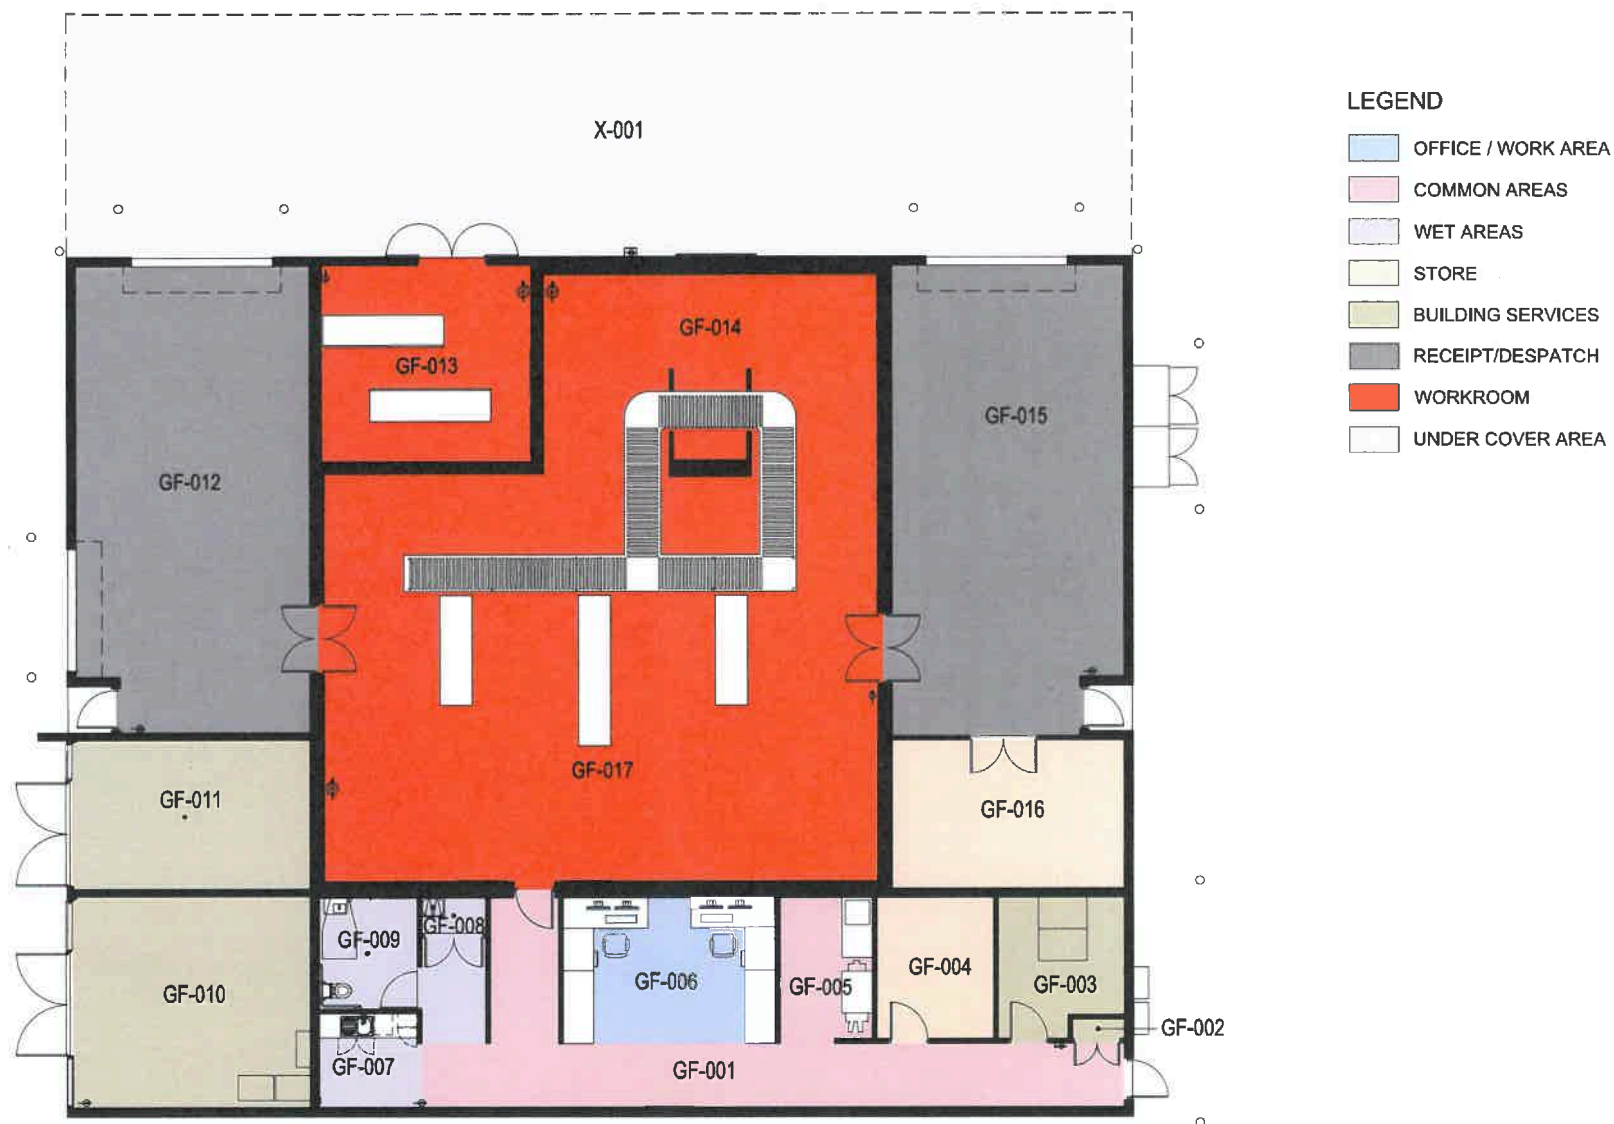 X-001
LEGEND
OFFICE / WORK AREA
COMMON AREAS
WET AREAS
STORE
BUILDING SERVICES
RECEIPT/DESPATCH
WORKROOM
UNDER COVER AREA
GF-014
GF-013
GF-015
GF-012
GF-017
GF-011
GF-016
GF-008
GF-009
GF-004
GF-006
GF-003
GF-005
GF-010
GF-002
GF-007
GF-001